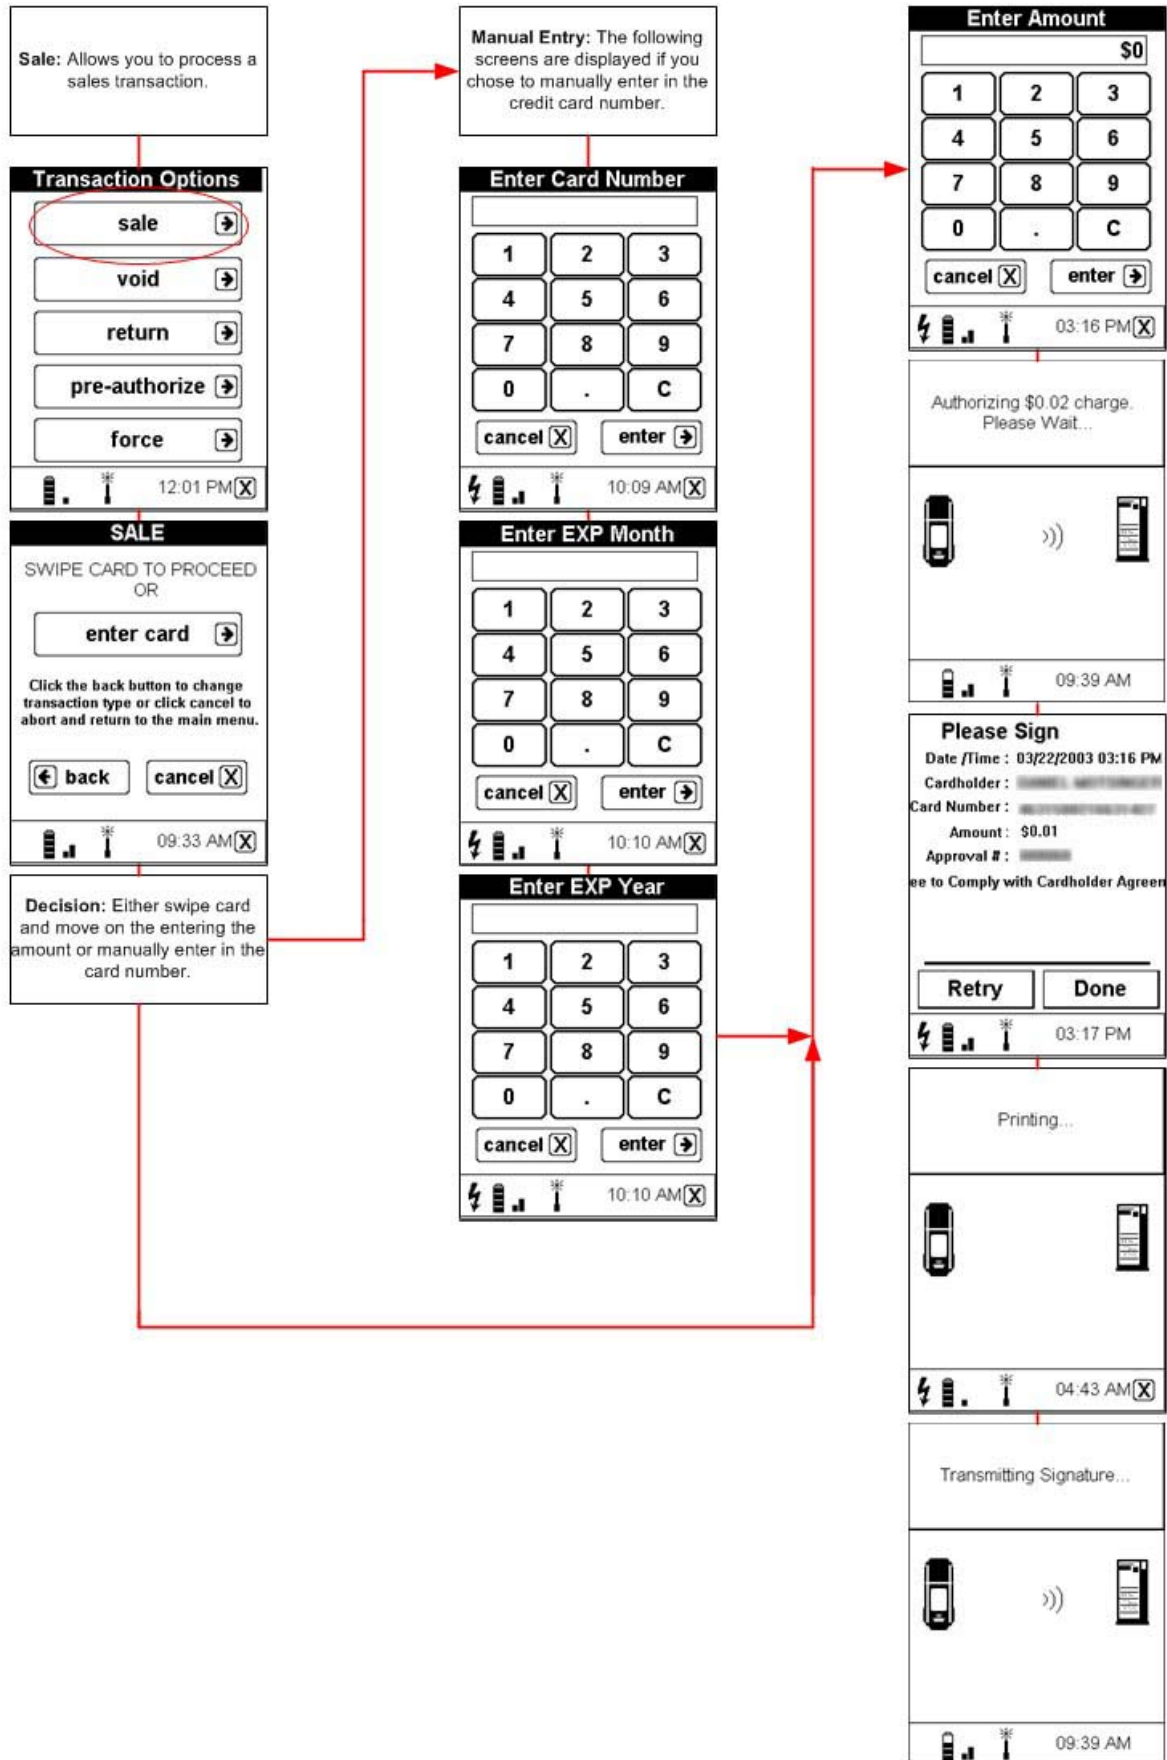 Sale: Allows you to process a
sales transaction.
Transaction Options
sale
void
return
pre-authorize
force
12:01 PM X
SALE
SWIPE CARD TO PROCEED
OR
enter card
Click the back button to change
transaction type or click cancel to
abort and return to the main menu.
back cancel X
09:33 AM X
Decision: Either swipe card
and move on the entering the
amount or manually enter in the
card number.
Manual Entry: The following
screens are displayed if you
chose to manually enter in the
credit card number.
Enter Card Number
1 2 3
4 5 6
7 8 9
0 . C
cancel X enter
10:09 AM X
Enter EXP Month
1 2 3
4 5 6
7 8 9
0 . C
cancel X enter
10:10 AM X
Enter EXP Year
1 2 3
4 5 6
7 8 9
0 . C
cancel X enter
10:10 AM X
Enter Amount
$0
1 2 3
4 5 6
7 8 9
0 . C
cancel X enter
03:16 PM X
Authorizing $0.02 charge.
Please Wait...
09:39 AM
Please Sign
Date /Time : 03/22/2003 03:16 PM
Cardholder :
Card Number :
Amount : $0.01
Approval # :
ee to Comply with Cardholder Agreen
Retry Done
03:17 PM
Printing...
04:43 AM X
Transmitting Signature...
09:39 AM